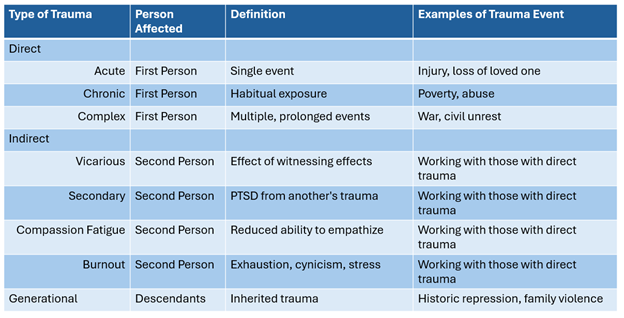 Type of Trauma Person Affected Definition Examples of Trauma Event
Direct
Acute First Person Single event Injury, loss of loved one
Chronic First Person Habitual exposure Poverty, abuse
Complex First Person Multiple, prolonged events War, civil unrest
Indirect
Vicarious Second Person Effect of witnessing effects Working with those with direct trauma
Secondary Second Person PTSD from another's trauma Working with those with direct trauma
Compassion Fatigue Second Person Reduced ability to empathize Working with those with direct trauma
Burnout Second Person Exhaustion, cynicism, stress Working with those with direct trauma
Generational Descendants Inherited trauma Historic repression, family violence